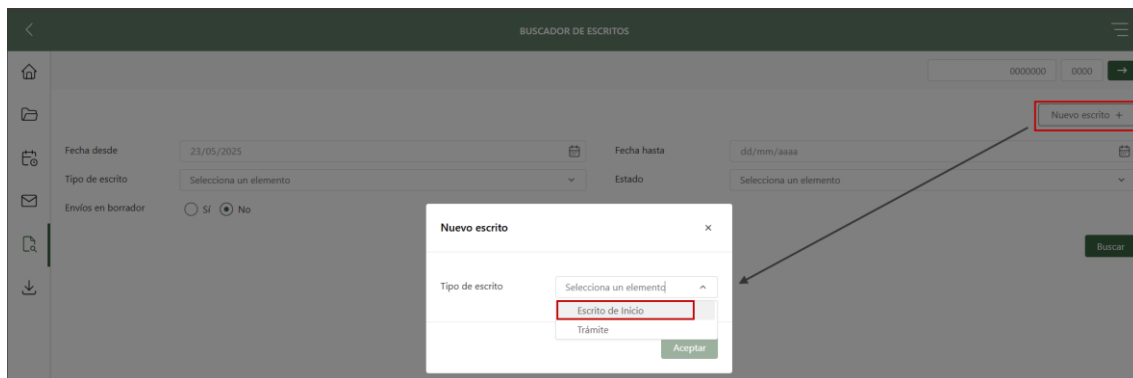 BUSCADOR DE ESCRITOS
0000000 0000
Nuevo escrito +
Fecha desde 23/05/2025 Fecha hasta dd/mm/aaaa
Tipo de escrito Selecciona un elemento Estado Selecciona un elemento
Envíos en borrador Sí No
Buscar
Nuevo escrito
Tipo de escrito Selecciona un elemento
Escrito de Inicio
Trámite
Aceptar